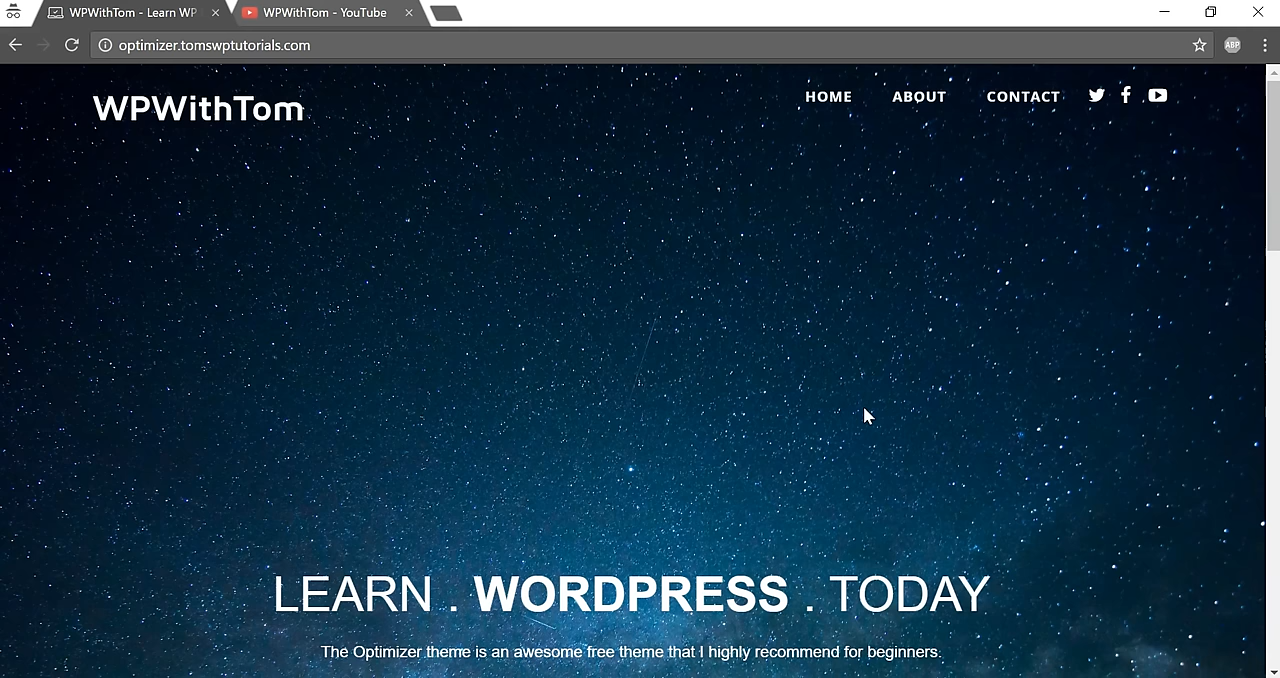 WPWithTom - Learn WP
WPWithTom - YouTube
optimizer.tomswptutorials.com
ABP
WPWithTom
HOME ABOUT CONTACT
LEARN . WORDPRESS . TODAY
The Optimizer theme is an awesome free theme that I highly recommend for beginners.